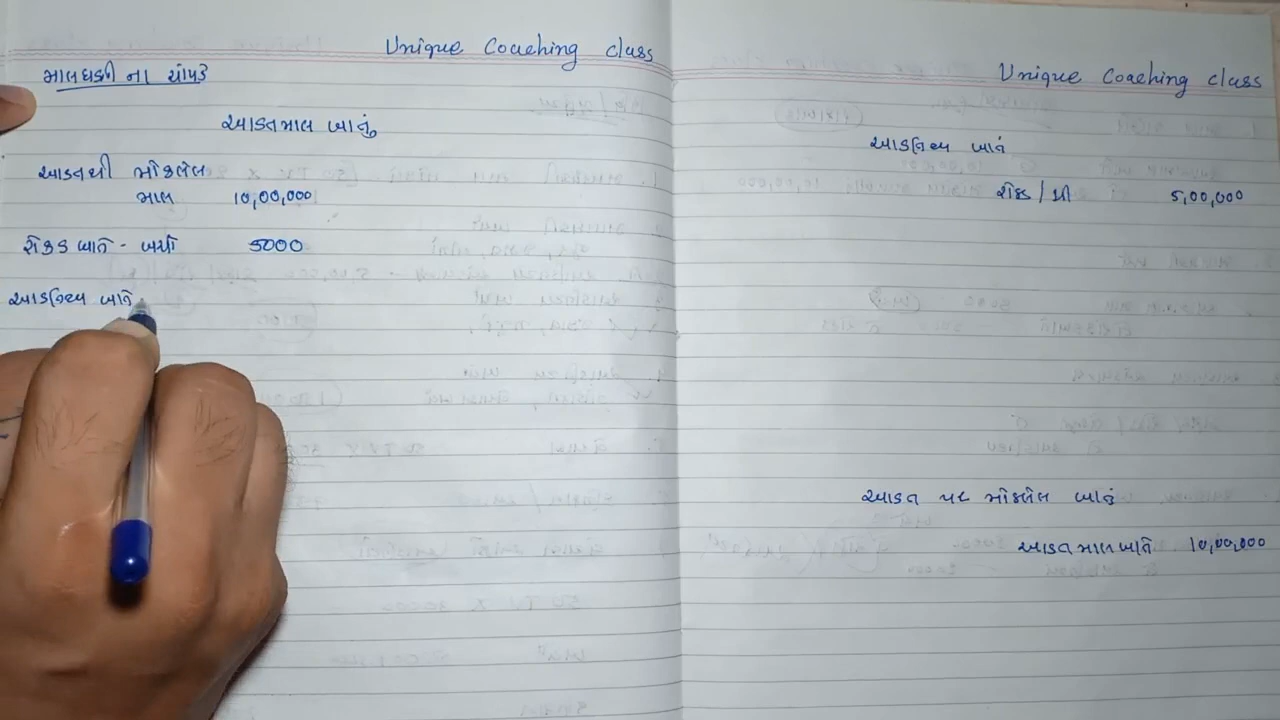 Unique Coaching Class
માલધણી ના ચોપડે
આડતમાલ ખાનું
આડતથી મોકલેલ
માલ 10,00,000
રોકડ ખાતે - ખર્ચો 5000
આડતિયા ખાતે
Unique Coaching Class
આડતિયા ખાતું
રોકડ / પ્રી 5,00,000
આડત પર મોકલેલ ખાતું
આડતમાલ ખાતે 10,00,000